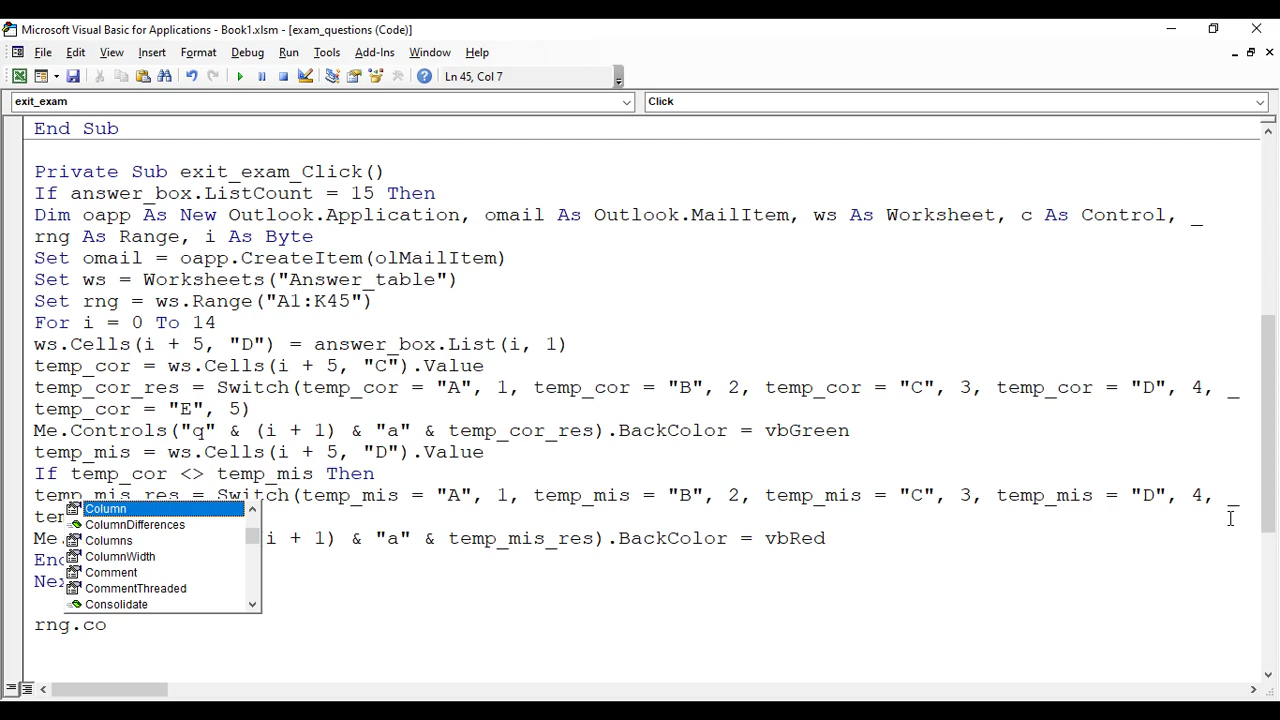 Microsoft Visual Basic for Applications - Book1.xlsm - [exam_questions (Code)]
File Edit View Insert Format Debug Run Tools Add-Ins Window Help
Ln 45, Col 7
exit_exam Click
End Sub
Private Sub exit_exam_Click()
If answer_box.ListCount = 15 Then
Dim oapp As New Outlook.Application, omail As Outlook.MailItem, ws As Worksheet, c As Control, _
rng As Range, i As Byte
Set omail = oapp.CreateItem(olMailItem)
Set ws = Worksheets("Answer_table")
Set rng = ws.Range("A1:K45")
For i = 0 To 14
ws.Cells(i + 5, "D") = answer_box.List(i, 1)
temp_cor = ws.Cells(i + 5, "C").Value
temp_cor_res = Switch(temp_cor = "A", 1, temp_cor = "B", 2, temp_cor = "C", 3, temp_cor = "D", 4, _
temp_cor = "E", 5)
Me.Controls("q" & (i + 1) & "a" & temp_cor_res).BackColor = vbGreen
temp_mis = ws.Cells(i + 5, "D").Value
If temp_cor <> temp_mis Then
temp_mis_res = Switch(temp_mis = "A", 1, temp_mis = "B", 2, temp_mis = "C", 3, temp_mis = "D", 4, _
Column
ColumnDifferences
Me. i + 1) & "a" & temp_mis_res).BackColor = vbRed
Columns
ColumnWidth
Comment
CommentThreaded
Consolidate
rng.co